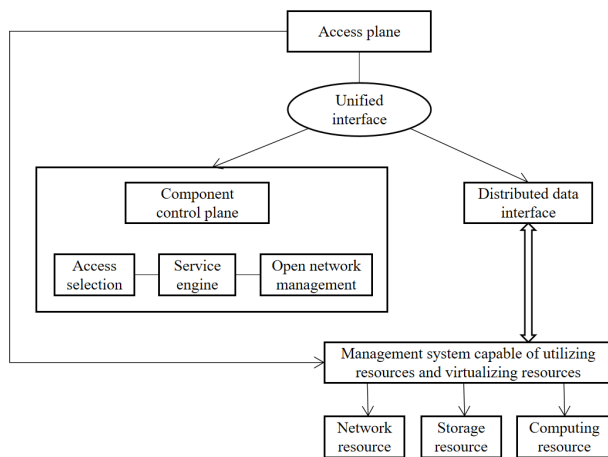 Access plane
Unified
interface
Component
control plane
Distributed data
interface
Access
selection
Service
engine
Open network
management
Management system capable of utilizing
resources and virtualizing resources
Network
resource
Storage
resource
Computing
resource